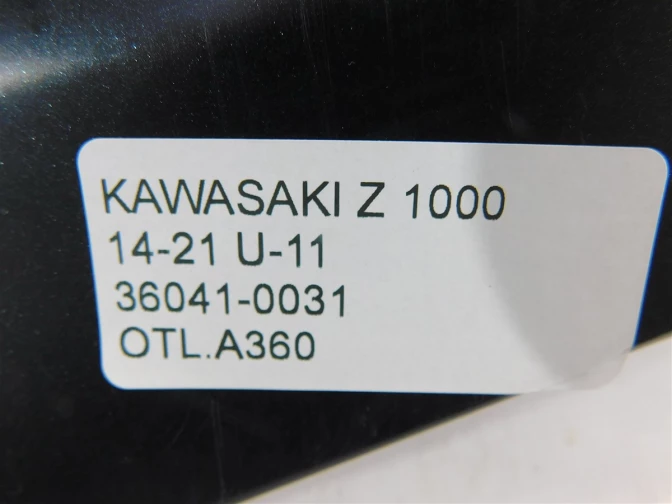 KAWASAKI Z 1000
14-21 U-11
36041-0031
OTL.A360